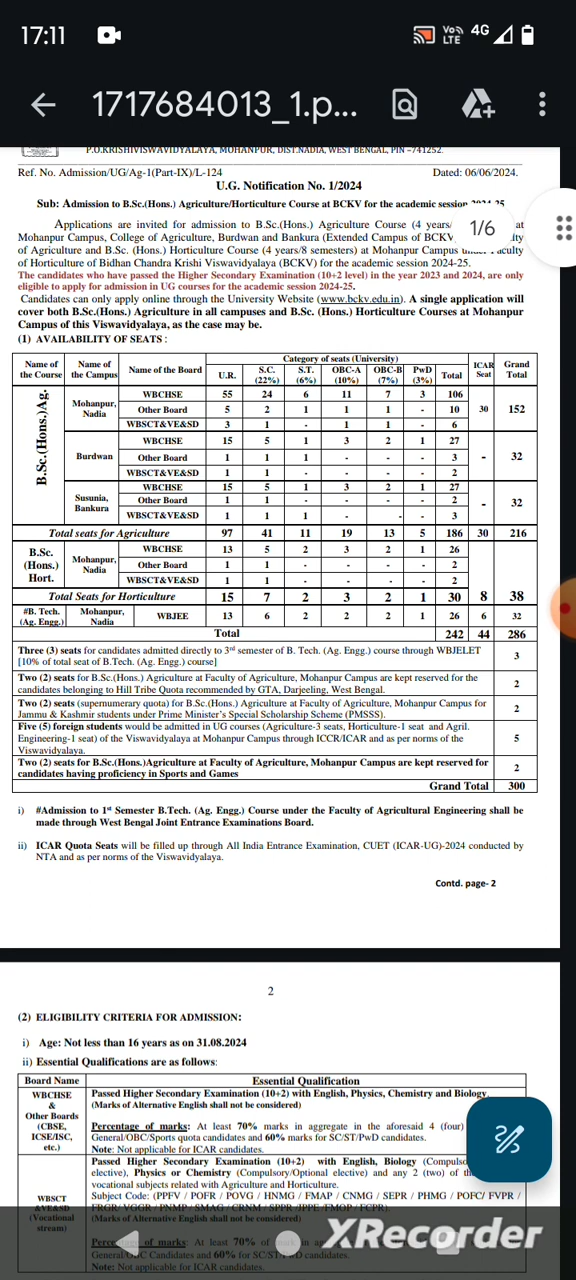 17:11
Vo) LTE 4G
1717684013_1.p...
P.O.KRISHIVISWAVIDYALAYA, MOHANPUR, DIST.NADIA, WEST BENGAL, PIN –741252.
Ref. No. Admission/UG/Ag-1(Part-IX)/L-124 Dated: 06/06/2024.
U.G. Notification No. 1/2024
Sub: Admission to B.Sc.(Hons.) Agriculture/Horticulture Course at BCKV for the academic session
1/6
Applications are invited for admission to B.Sc.(Hons.) Agriculture Course (4 years/ at
Mohanpur Campus, College of Agriculture, Burdwan and Bankura (Extended Campus of BCKV
of Agriculture and B.Sc. (Hons.) Horticulture Course (4 years/8 semesters) at Mohanpur Campus Faculty
of Horticulture of Bidhan Chandra Krishi Viswavidyalaya (BCKV) for the academic session 2024-25.
The candidates who have passed the Higher Secondary Examination (10+2 level) in the year 2023 and 2024, are only
eligible to apply for admission in UG courses for the academic session 2024-25.
Candidates can only apply online through the University Website (www.bckv.edu.in). A single application will
cover both B.Sc.(Hons.) Agriculture in all campuses and B.Sc. (Hons.) Horticulture Courses at Mohanpur
Campus of this Viswavidyalaya, as the case may be.
(1) AVAILABILITY OF SEATS:
Name of the Course Name of the Campus Name of the Board Category of seats (University) ICAR Seat Grand Total
U.R. S.C. (22%) S.T. (6%) OBC-A (10%) OBC-B (7%) PwD (3%) Total
B.Sc.(Hons.)Ag.
Mohanpur, Nadia WBCHSE 55 24 6 11 7 3 106 30 152
Other Board 5 2 1 1 1 - 10
WBSCT&VE&SD 3 1 - 1 1 - 6
Burdwan WBCHSE 15 5 1 3 2 1 27 - 32
Other Board 1 1 1 - - - 3
WBSCT&VE&SD 1 1 - - - - 2
Susunia, Bankura WBCHSE 15 5 1 3 2 1 27 - 32
Other Board 1 1 - - - - 2
WBSCT&VE&SD 1 1 1 - - - 3
Total seats for Agriculture 97 41 11 19 13 5 186 30 216
B.Sc. (Hons.) Hort. Mohanpur, Nadia WBCHSE 13 5 2 3 2 1 26
Other Board 1 1 - - - - 2
WBSCT&VE&SD 1 1 - - - - 2
Total Seats for Horticulture 15 7 2 3 2 1 30 8 38
#B. Tech. (Ag. Engg.) Mohanpur, Nadia WBJEE 13 6 2 2 2 1 26 6 32
Total 242 44 286
Three (3) seats for candidates admitted directly to 3rd semester of B. Tech. (Ag. Engg.) course through WBJELET
[10% of total seat of B.Tech. (Ag. Engg.) course] 3
Two (2) seats for B.Sc.(Hons.) Agriculture at Faculty of Agriculture, Mohanpur Campus are kept reserved for the
candidates belonging to Hill Tribe Quota recommended by GTA, Darjeeling, West Bengal. 2
Two (2) seats (supernumerary quota) for B.Sc.(Hons.) Agriculture at Faculty of Agriculture, Mohanpur Campus for
Jammu & Kashmir students under Prime Minister's Special Scholarship Scheme (PMSSS). 2
Five (5) foreign students would be admitted in UG courses (Agriculture-3 seats, Horticulture-1 seat and Agril.
Engineering-1 seat) of the Viswavidyalaya at Mohanpur Campus through ICCR/ICAR and as per norms of the
Viswavidyalaya. 5
Two (2) seats for B.Sc.(Hons.)Agriculture at Faculty of Agriculture, Mohanpur Campus are kept reserved for
candidates having proficiency in Sports and Games 2
Grand Total 300
i) #Admission to 1st Semester B.Tech. (Ag. Engg.) Course under the Faculty of Agricultural Engineering shall be
made through West Bengal Joint Entrance Examinations Board.
ii) ICAR Quota Seats will be filled up through All India Entrance Examination, CUET (ICAR-UG)-2024 conducted by
NTA and as per norms of the Viswavidyalaya.
Contd. page- 2
2
(2) ELIGIBILITY CRITERIA FOR ADMISSION:
i) Age: Not less than 16 years as on 31.08.2024
ii) Essential Qualifications are as follows:
Board Name Essential Qualification
WBCHSE & Other Boards (CBSE, ICSE/ISC, etc.)
Passed Higher Secondary Examination (10+2) with English, Physics, Chemistry and Biology.
(Marks of Alternative English shall not be considered)
Percentage of marks: At least 70% marks in aggregate in the aforesaid 4 (four)
General/OBC/Sports quota candidates and 60% marks for SC/ST/PwD candidates.
Note: Not applicable for ICAR candidates.
WBSCT &VE&SD (Vocational stream)
Passed Higher Secondary Examination (10+2) with English, Biology
elective), Physics or Chemistry (Compulsory/Optional elective) and any 2 (two) of
vocational subjects related with Agriculture and Horticulture.
Subject Code: (PPFV / POFR / POVG / HNMG / FMAP / CNMG / SEPR / PHMG / POFC/ FVPR /
FRGR/ VGGR / PNMP / SMAG / CRNM / SPPR /IPPE /FMOP / FCPR).
(Marks of Alternative English shall not be considered)
XRecorder
Percentage of marks: At least 70% of
General/OBC Candidates and 60% for SC/ST/PwD candidates.
Note: Not applicable for ICAR candidates.